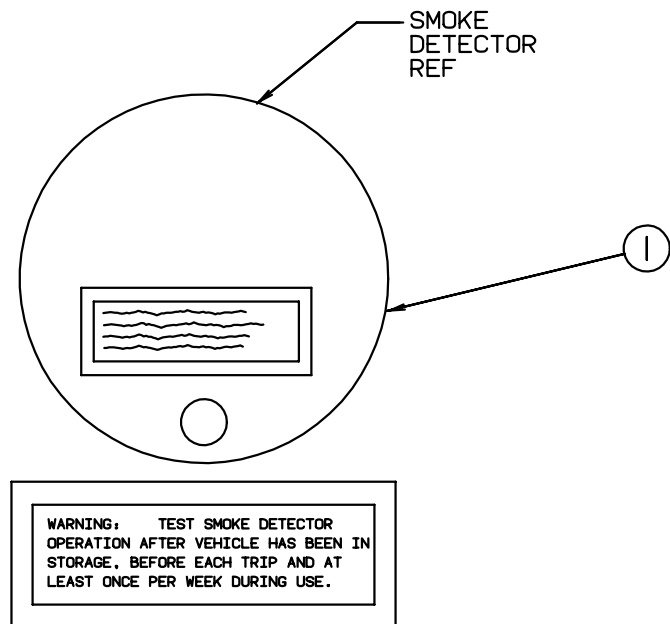 SMOKE
DETECTOR
REF
1
WARNING: TEST SMOKE DETECTOR
OPERATION AFTER VEHICLE HAS BEEN IN
STORAGE, BEFORE EACH TRIP AND AT
LEAST ONCE PER WEEK DURING USE.